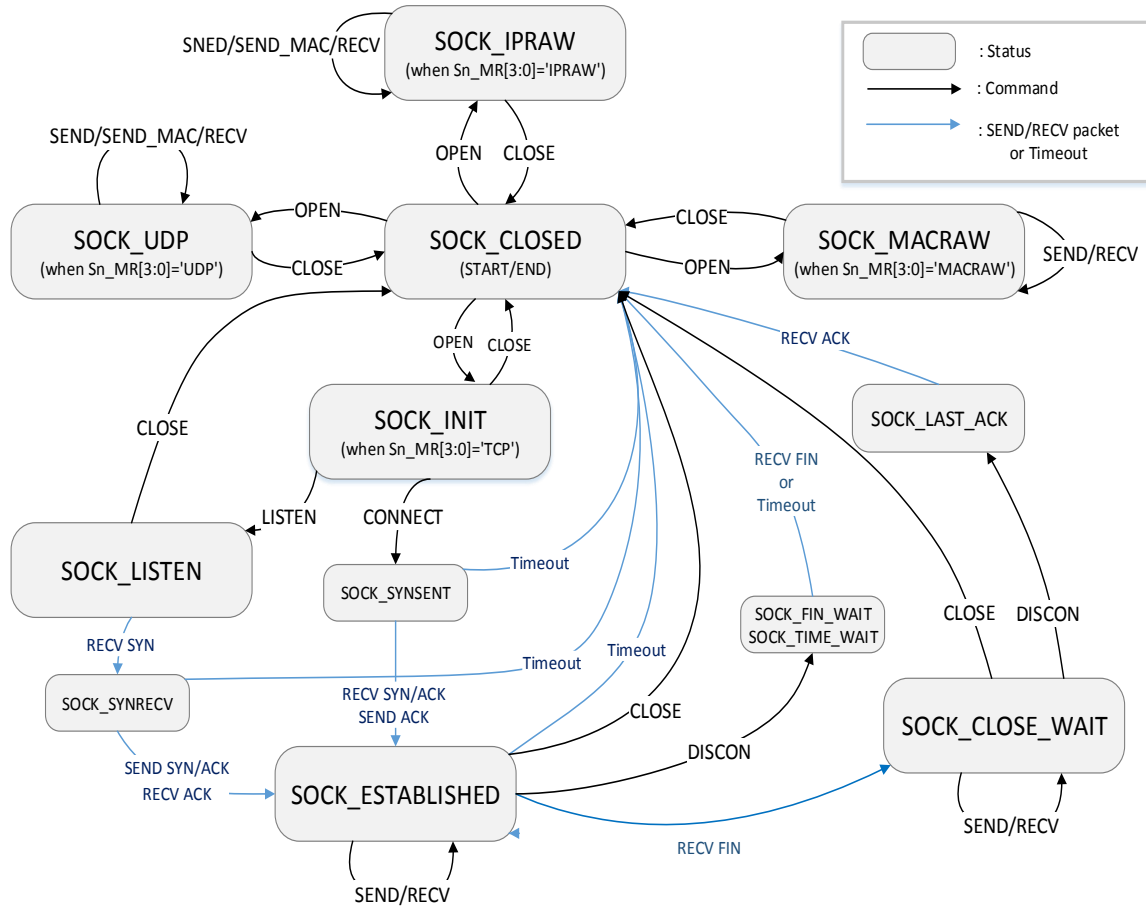 SNED/SEND_MAC/RECV
SOCK_IPRAW
(when Sn_MR[3:0]='IPRAW')
: Status
: Command
: SEND/RECV packet
or Timeout
SEND/SEND_MAC/RECV
OPEN
CLOSE
OPEN
CLOSE
SOCK_UDP
(when Sn_MR[3:0]='UDP')
CLOSE
SOCK_CLOSED
(START/END)
OPEN
SOCK_MACRAW
(when Sn_MR[3:0]='MACRAW')
SEND/RECV
OPEN
CLOSE
RECV ACK
SOCK_INIT
(when Sn_MR[3:0]='TCP')
SOCK_LAST_ACK
CLOSE
RECV FIN
or
Timeout
LISTEN
CONNECT
SOCK_LISTEN
Timeout
SOCK_SYNSENT
SOCK_FIN_WAIT
SOCK_TIME_WAIT
CLOSE
DISCON
RECV SYN
Timeout
Timeout
SOCK_SYNRECV
RECV SYN/ACK
SEND ACK
CLOSE
SOCK_CLOSE_WAIT
DISCON
SEND SYN/ACK
RECV ACK
SOCK_ESTABLISHED
SEND/RECV
RECV FIN
SEND/RECV